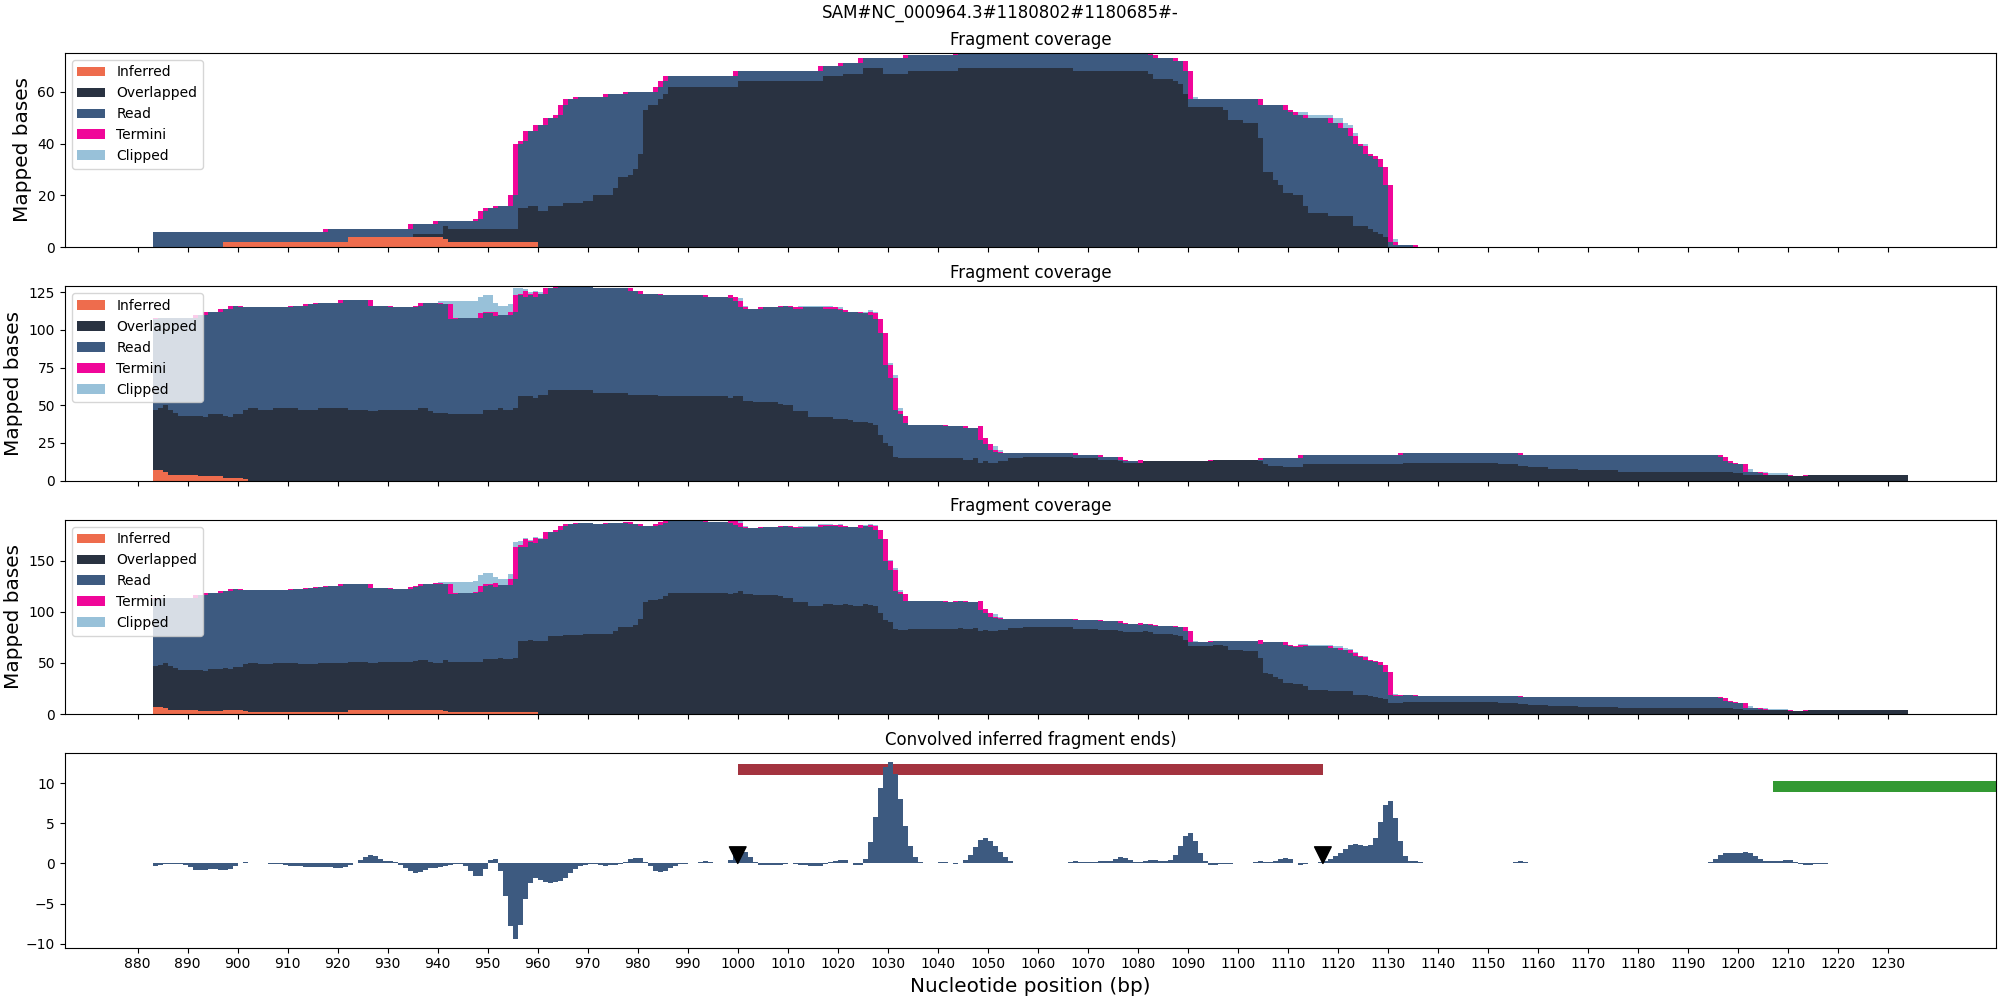 SAM#NC_000964.3#1180802#1180685#-
Fragment coverage
Mapped bases
60
40
20
0
Inferred
Overlapped
Read
Termini
Clipped
Fragment coverage
Mapped bases
125
100
75
50
25
0
Inferred
Overlapped
Read
Termini
Clipped
Fragment coverage
Mapped bases
150
100
50
0
Inferred
Overlapped
Read
Termini
Clipped
Convolved inferred fragment ends)
10
5
0
−5
−10
880 890 900 910 920 930 940 950 960 970 980 990 1000 1010 1020 1030 1040 1050 1060 1070 1080 1090 1100 1110 1120 1130 1140 1150 1160 1170 1180 1190 1200 1210 1220 1230
Nucleotide position (bp)